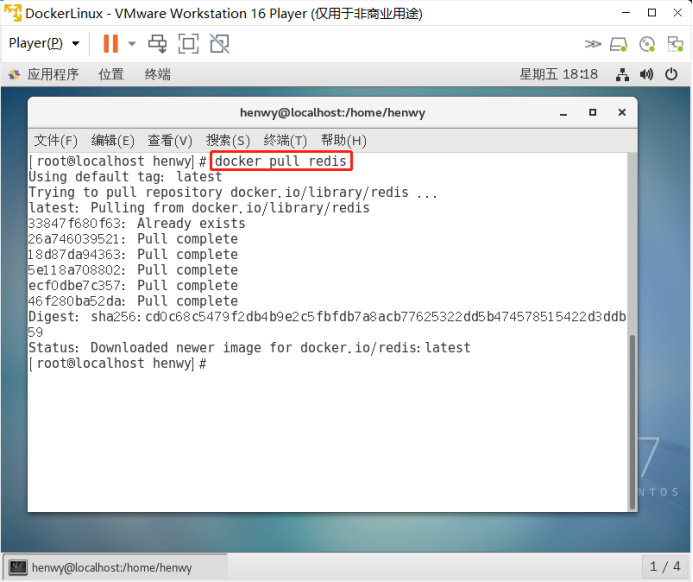 DockerLinux - VMware Workstation 16 Player (仅用于非商业用途)
Player(P)
应用程序 位置 终端 星期五 18:18
henwy@localhost:/home/henwy
文件(F) 编辑(E) 查看(V) 搜索(S) 终端(T) 帮助(H)
[root@localhost henwy]# docker pull redis
Using default tag: latest
Trying to pull repository docker.io/library/redis ...
latest: Pulling from docker.io/library/redis
33847f680f63: Already exists
26a746039521: Pull complete
18d87da94363: Pull complete
5e118a708802: Pull complete
ecf0dbe7c357: Pull complete
46f280ba52da: Pull complete
Digest: sha256:cd0c68c5479f2db4b9e2c5fbfdb7a8acb77625322dd5b474578515422d3ddb
59
Status: Downloaded newer image for docker.io/redis:latest
[root@localhost henwy]#
7
NTOS
henwy@localhost:/home/henwy
1 / 4